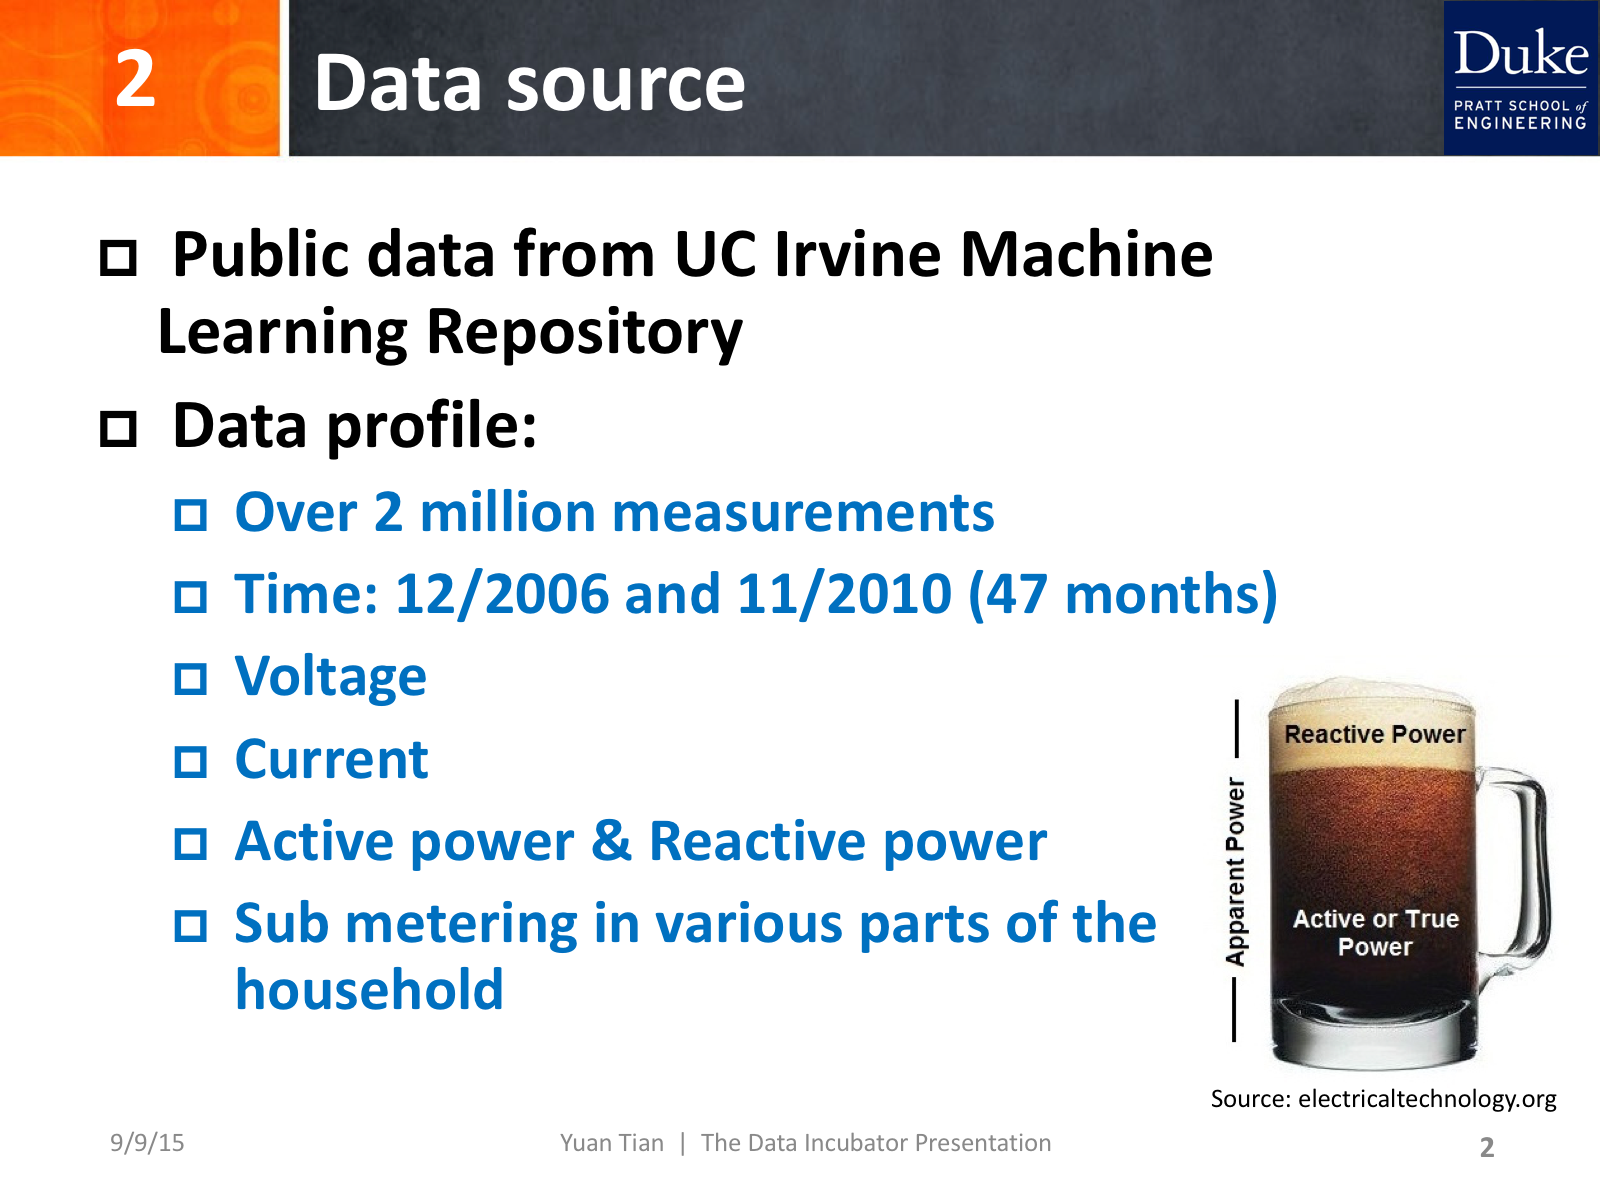 2
Data source
Duke
PRATT SCHOOL of
ENGINEERING
Public data from UC Irvine Machine
Learning Repository
Data profile:
Over 2 million measurements
Time: 12/2006 and 11/2010 (47 months)
Voltage
Current
Active power & Reactive power
Sub metering in various parts of the
household
Reactive Power
Apparent Power
Active or True
Power
Source: electricaltechnology.org
9/9/15
Yuan Tian | The Data Incubator Presentation
2